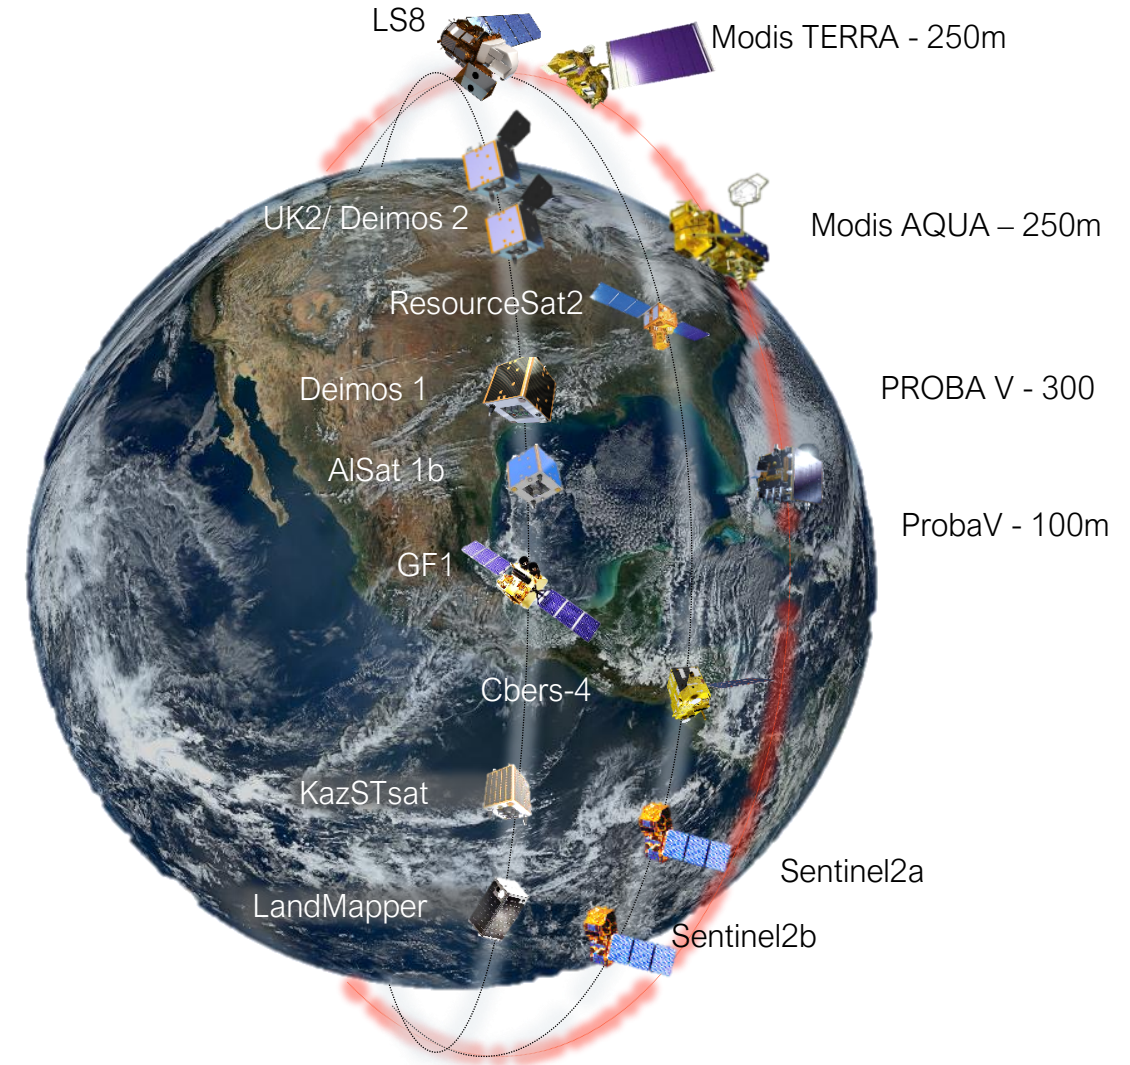 LS8
Modis TERRA - 250m
UK2/ Deimos 2
Modis AQUA – 250m
ResourceSat2
Deimos 1
PROBA V - 300
AlSat 1b
ProbaV - 100m
GF1
Cbers-4
KazSTsat
Sentinel2a
LandMapper
Sentinel2b